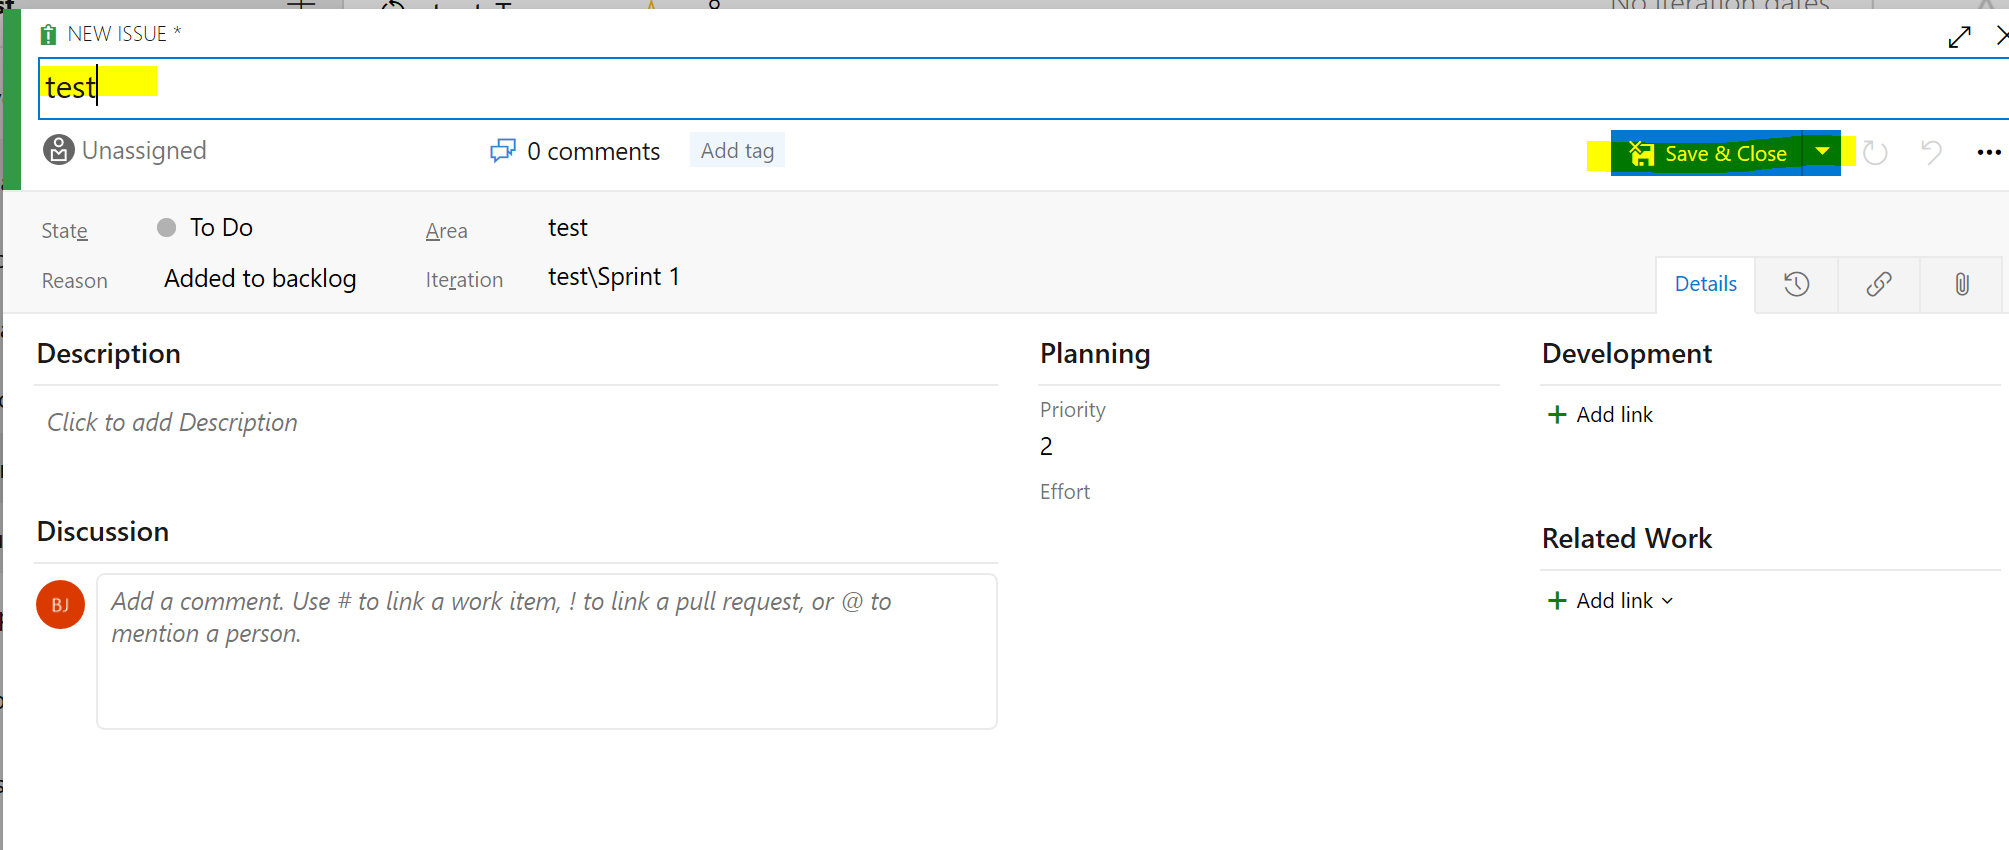 NEW ISSUE *
test
Unassigned
0 comments
Add tag
Save & Close
State
To Do
Area
test
Reason
Added to backlog
Iteration
test\Sprint 1
Details
Description
Planning
Development
Click to add Description
Priority
2
Effort
Add link
Discussion
Related Work
BJ
Add a comment. Use # to link a work item, ! to link a pull request, or @ to
mention a person.
Add link